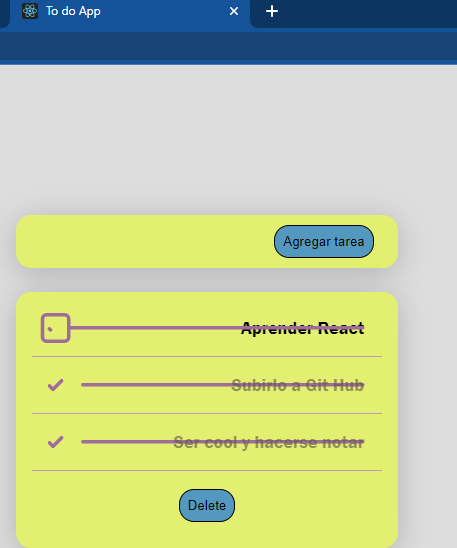 To do App
Agregar tarea
Aprender React
Subirlo a Git Hub
Ser cool y hacerse notar
Delete